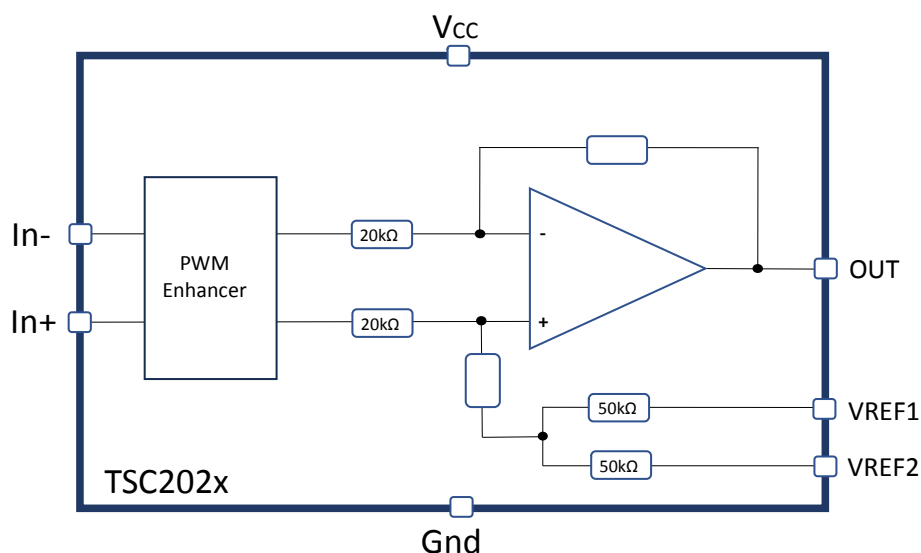 Vcc
In-
20kΩ
-
PWM
Enhancer
OUT
In+
20kΩ
+
50kΩ
VREF1
50kΩ
VREF2
TSC202x
Gnd